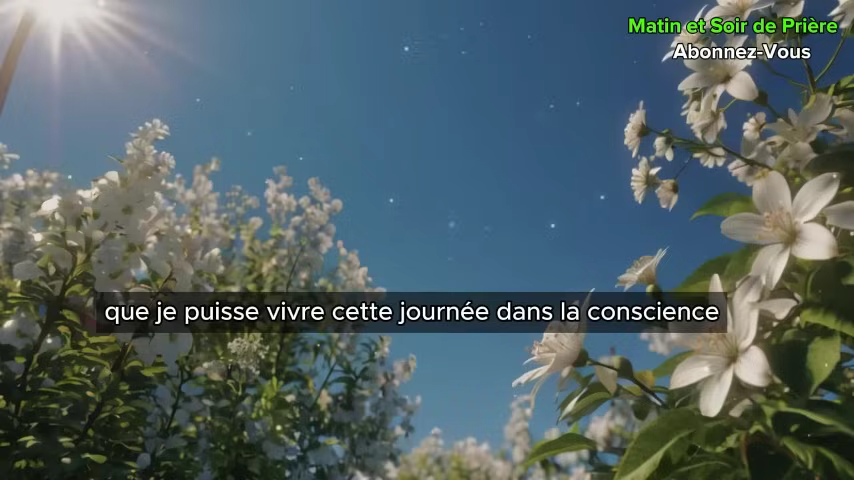 Matin et Soir de Prière
Abonnez-Vous
que je puisse vivre cette journée dans la conscience